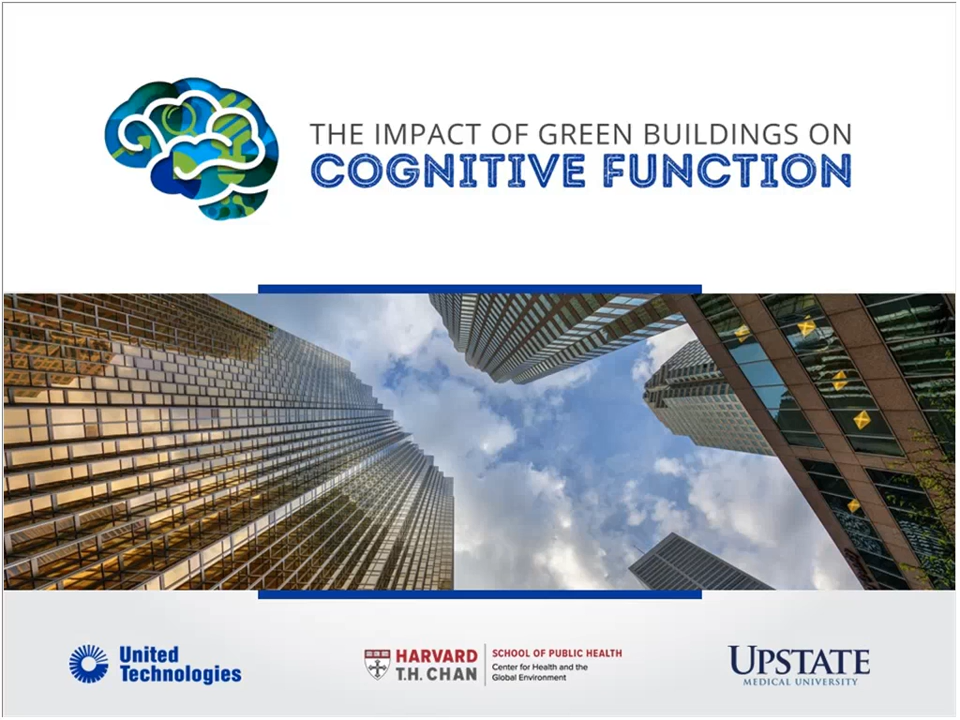 THE IMPACT OF GREEN BUILDINGS ON
COGNITIVE FUNCTION
United
Technologies
HARVARD
T.H. CHAN
SCHOOL OF PUBLIC HEALTH
Center for Health and the
Global Environment
UPSTATE
MEDICAL UNIVERSITY